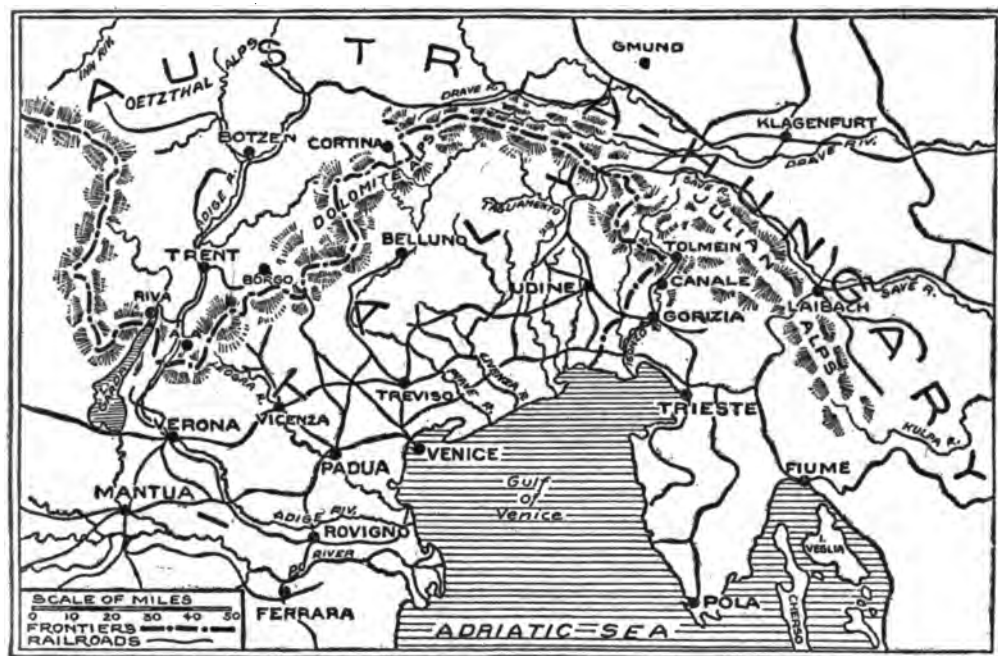 AUSTRIA
HUNGARY
ITALY
INN RIV.
OETZTHAL ALPS
GMUND
DRAVE R.
BOTZEN
CORTINA
KLAGENFURT
DRAVE RIV.
ADIGE R.
DOLOMITE ALPS
TAGLIAMENTO
SAVE R.
JULIAN ALPS
TRENT
BORGO
BELLUNO
TOLMEIN
UDINE
CANALE
LAIBACH
SAVE R.
RIVA
GORIZIA
ISONZO R.
VICENZA
TREVISO
PIAVE R.
LIVENZA R.
TRIESTE
VERONA
KULPA R.
PADUA
VENICE
FIUME
MANTUA
Gulf
of
Venice
ADIGE RIV.
ROVIGNO
PO RIVER
I.
VEGLIA
FERRARA
POLA
CHERSO
ADRIATIC SEA
SCALE OF MILES
0 10 20 30 40 50
FRONTIERS
RAILROADS